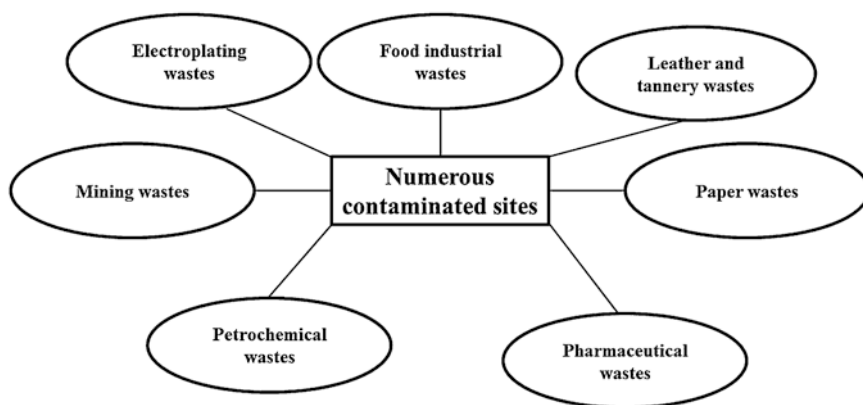 Electroplating
wastes
Food industrial
wastes
Leather and
tannery wastes
Mining wastes
Numerous
contaminated sites
Paper wastes
Petrochemical
wastes
Pharmaceutical
wastes